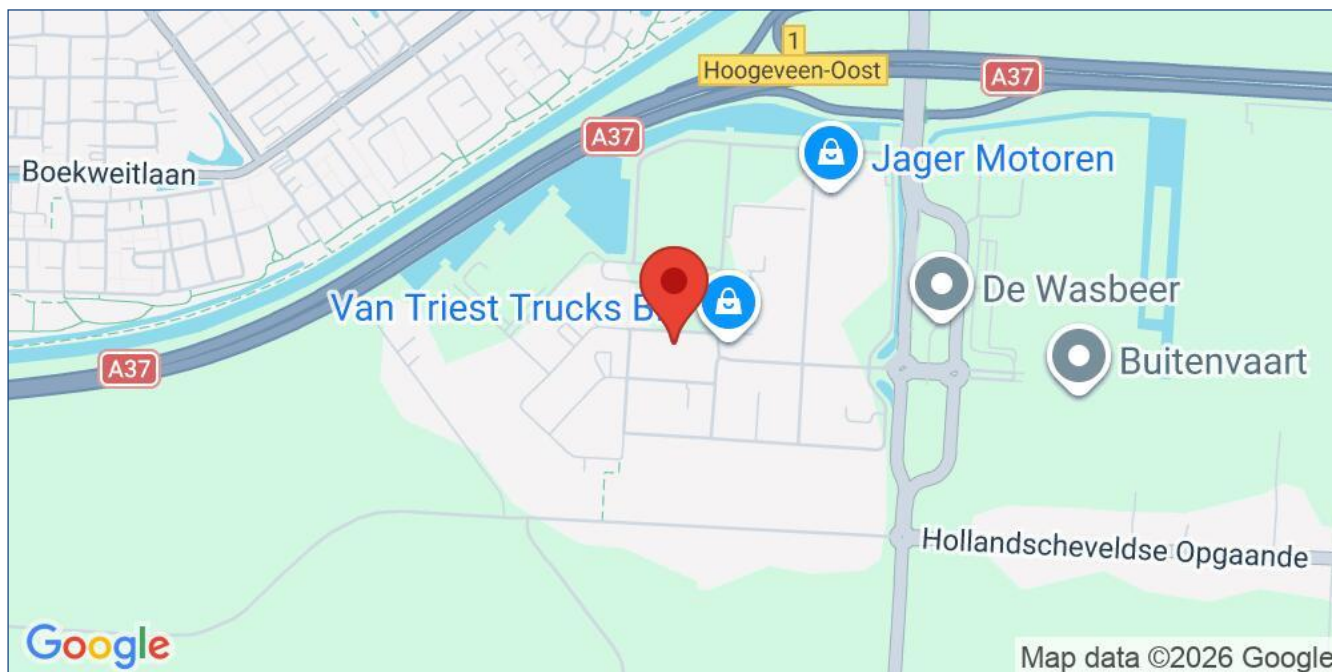 1
Hoogeveen-Oost
A37
A37
Boekweitlaan
Jager Motoren
De Wasbeer
Van Triest Trucks B.
Buitenvaart
A37
Hollandscheveldse Opgaande
Google
Map data ©2026 Google